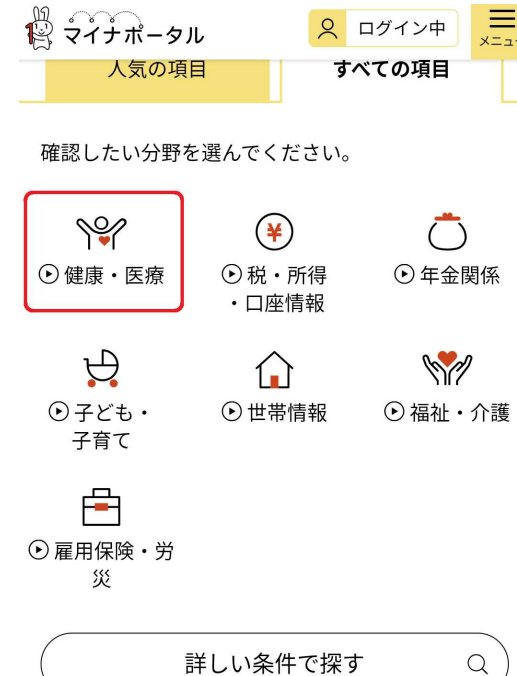 マイナポータル
ログイン中
メニュー
人気の項目
すべての項目
確認したい分野を選んでください。
健康・医療
税・所得
・口座情報
年金関係
子ども・
子育て
世帯情報
福祉・介護
雇用保険・労
災
詳しい条件で探す